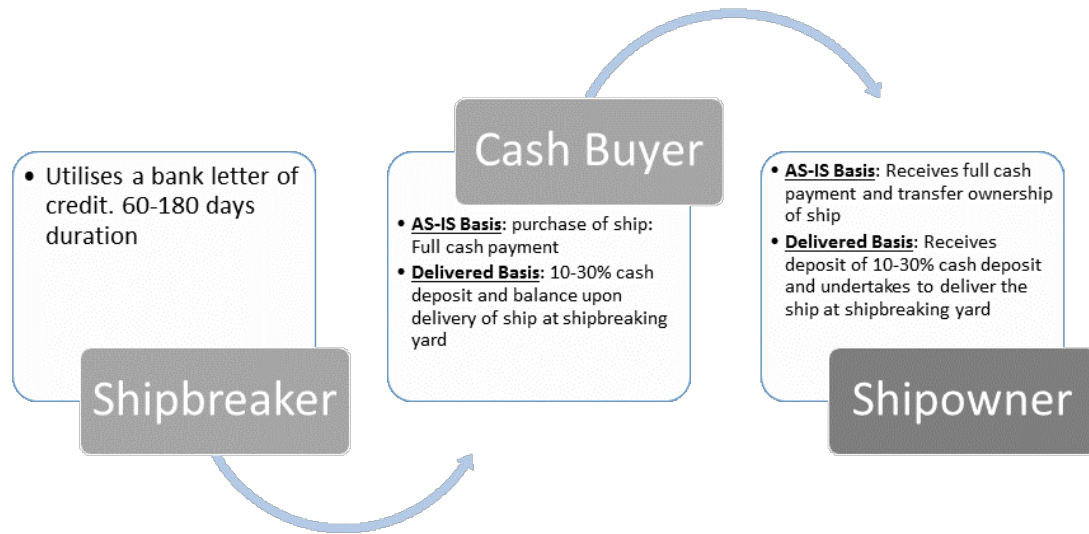 • Utilises a bank letter of
credit. 60-180 days
duration
Shipbreaker
Cash Buyer
• AS-IS Basis: purchase of ship:
Full cash payment
• Delivered Basis: 10-30% cash
deposit and balance upon
delivery of ship at shipbreaking
yard
• AS-IS Basis: Receives full cash
payment and transfer ownership
of ship
• Delivered Basis: Receives
deposit of 10-30% cash deposit
and undertakes to deliver the
ship at shipbreaking yard
Shipowner